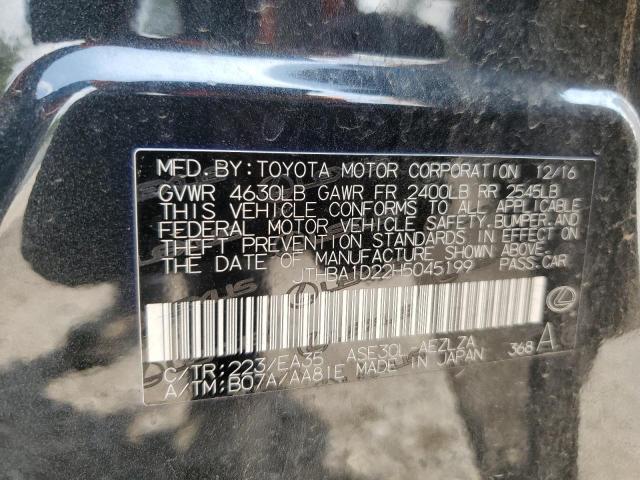 MFD. BY: TOYOTA MOTOR CORPORATION 12/16
GVWR 4630LB GAWR FR 2400LB RR 2545LB
THIS VEHICLE CONFORMS TO ALL APPLICABLE
FEDERAL MOTOR VEHICLE SAFETY, BUMPER, AND
THEFT PREVENTION STANDARDS IN EFFECT ON
THE DATE OF MANUFACTURE SHOWN ABOVE.
JTHBA1D22H5045199 PASS. CAR
C/TR: 223/EA35 ASE30L-AEZLZA 368 A
A/TM: B07A/AA81E MADE IN JAPAN